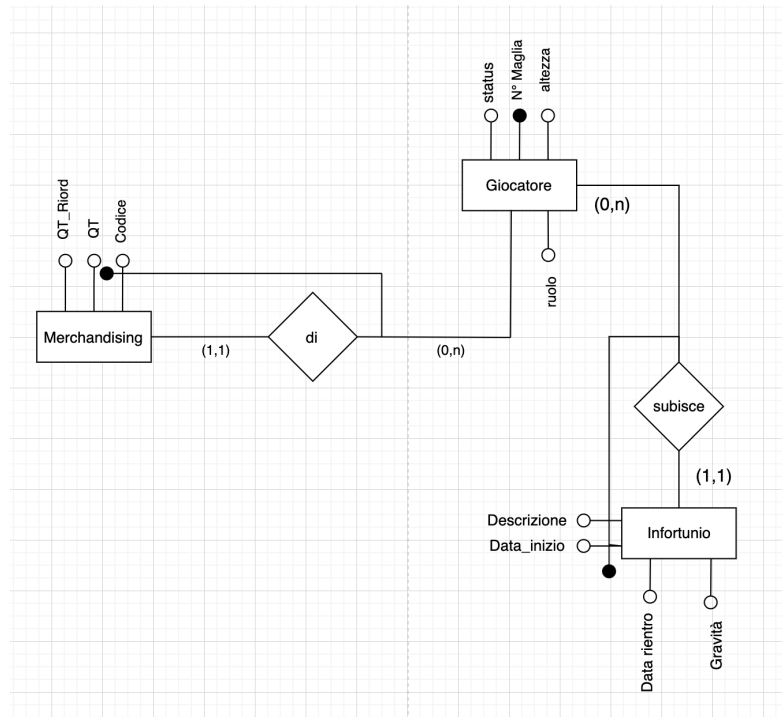 status
N° Maglia
altezza
Giocatore
(0,n)
ruolo
QT_Riord
QT
Codice
Merchandising
(1,1)
di
(0,n)
subisce
(1,1)
Descrizione
Data_inizio
Infortunio
Data rientro
Gravità